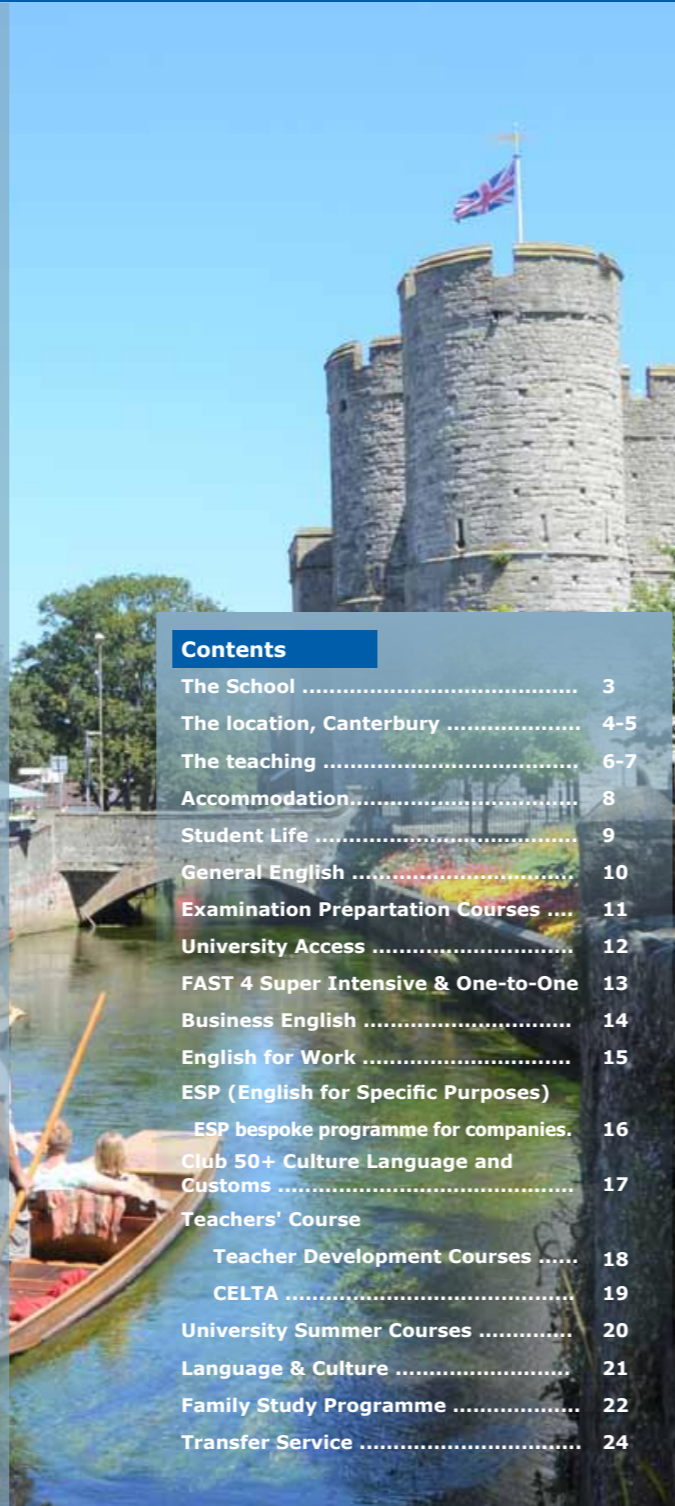 Contents
The School ......................................... 3
The location, Canterbury .................... 4-5
The teaching ...................................... 6-7
Accommodation.................................. 8
Student Life ....................................... 9
General English ................................. 10
Examination Prepartation Courses .... 11
University Access .............................. 12
FAST 4 Super Intensive & One-to-One 13
Business English ............................... 14
English for Work ............................... 15
ESP (English for Specific Purposes)
ESP bespoke programme for companies. 16
Club 50+ Culture Language and
Customs ............................................ 17
Teachers' Course
Teacher Development Courses ...... 18
CELTA ........................................... 19
University Summer Courses .............. 20
Language & Culture .......................... 21
Family Study Programme ................... 22
Transfer Service ................................. 24